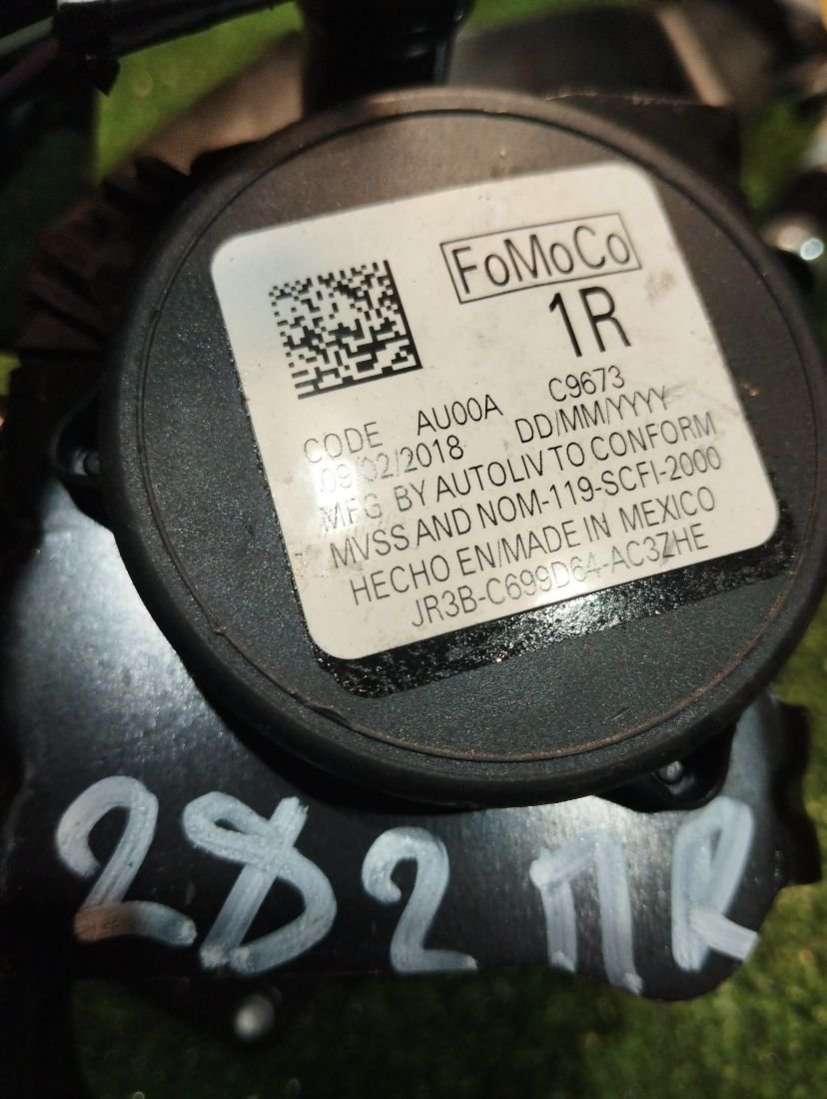 FoMoCo
1R
CODE AU00A C9673
09/02/2018 DD/MM/YYYY
MFG BY AUTOLIV TO CONFORM
MVSS AND NOM-119-SCFI-2000
HECHO EN/MADE IN MEXICO
JR3B-C699D64-AC3ZHE
282 ПR